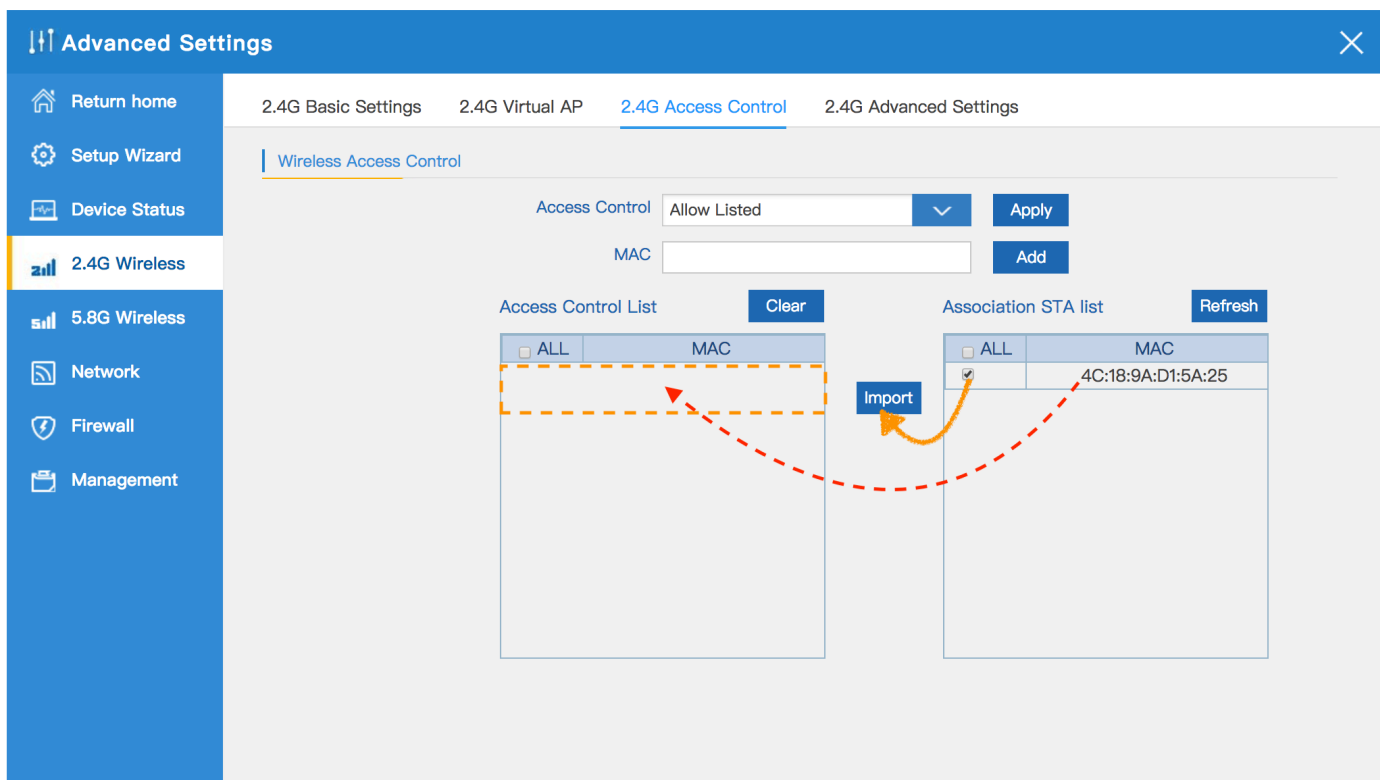 Advanced Settings
Return home
Setup Wizard
Device Status
2.4G Wireless
5.8G Wireless
Network
Firewall
Management
2.4G Basic Settings 2.4G Virtual AP 2.4G Access Control 2.4G Advanced Settings
Wireless Access Control
Access Control Allow Listed Apply
MAC Add
Access Control List Clear
ALL MAC
Import
Association STA list Refresh
ALL MAC
4C:18:9A:D1:5A:25